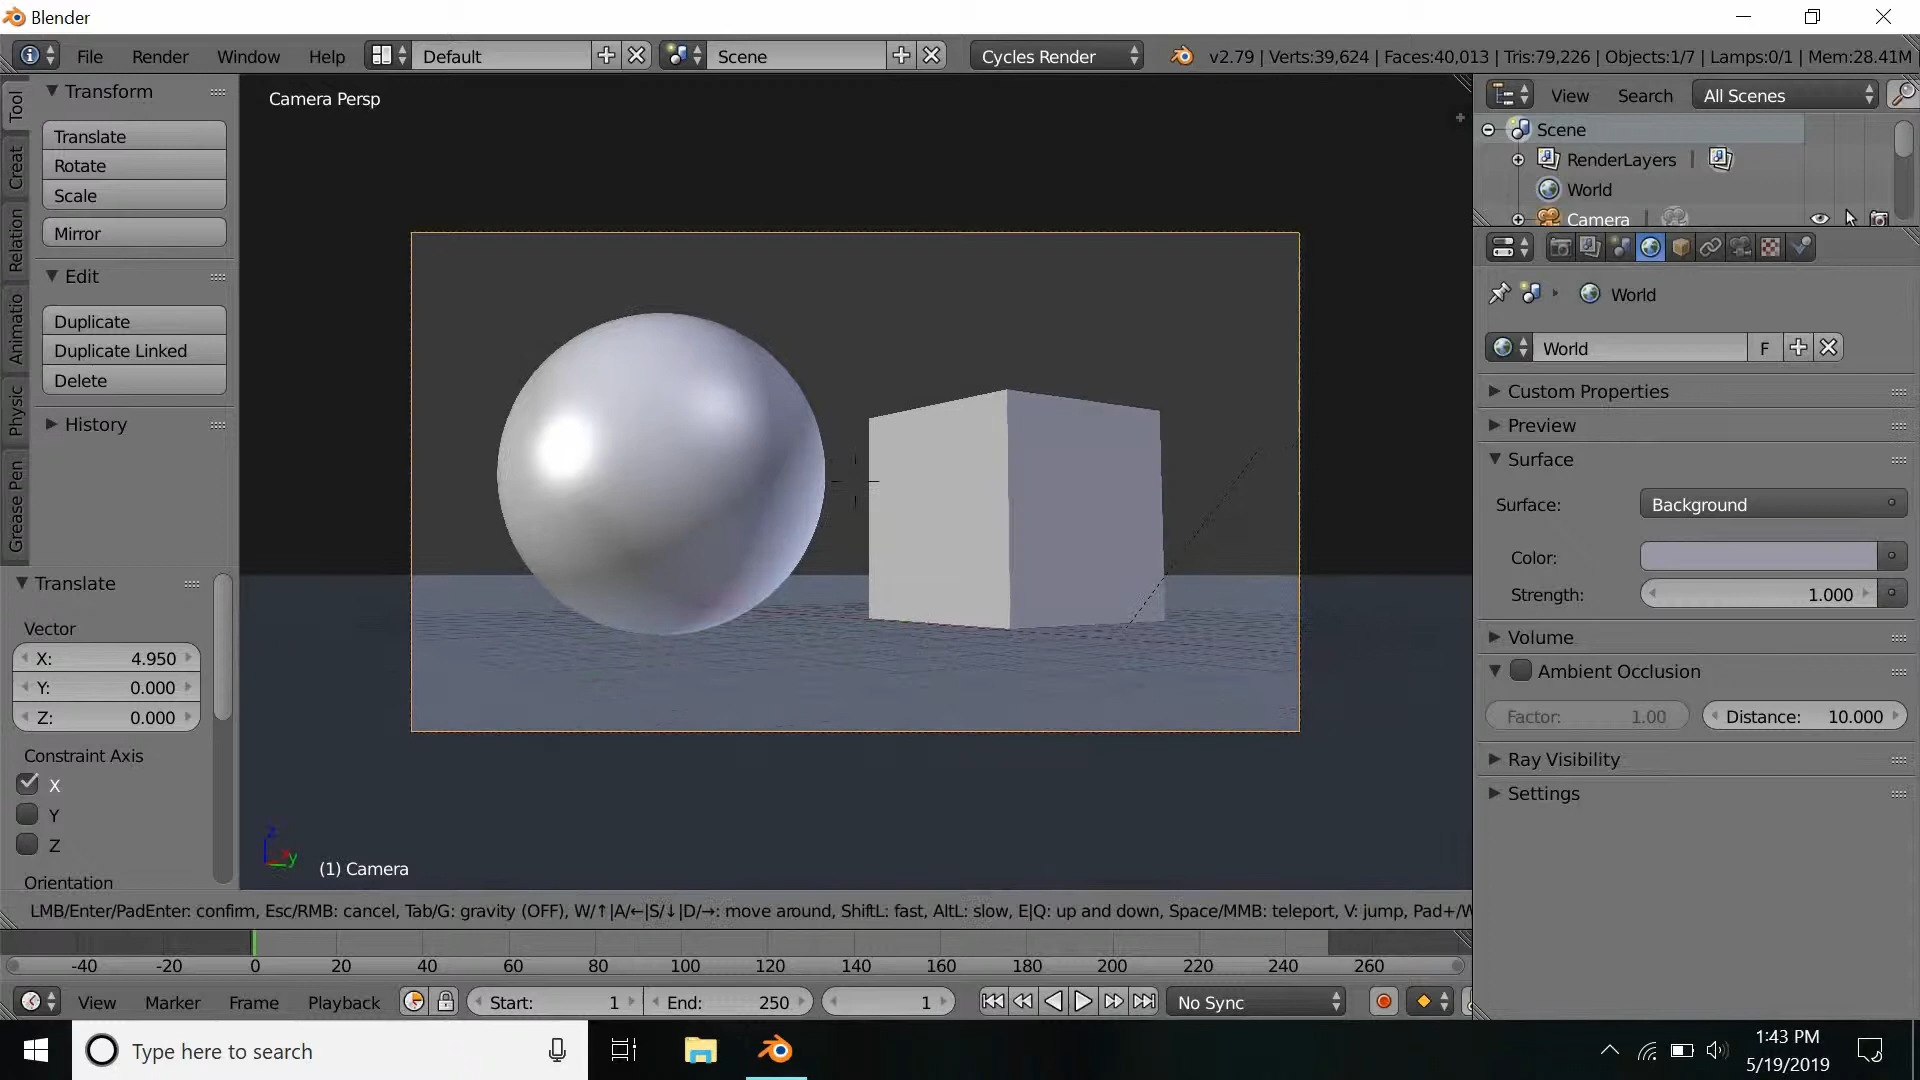 Blender
File Render Window Help Default Scene Cycles Render v2.79 | Verts:39,624 | Faces:40,013 | Tris:79,226 | Objects:1/7 | Lamps:0/1 | Mem:28.41M
Tool
Creat
Relation
Animatio
Physic
Grease Pen
Transform
Translate
Rotate
Scale
Mirror
Edit
Duplicate
Duplicate Linked
Delete
History
Translate
Vector
X: 4.950
Y: 0.000
Z: 0.000
Constraint Axis
X
Y
Z
Orientation
Camera Persp
z
x
y
(1) Camera
LMB/Enter/PadEnter: confirm, Esc/RMB: cancel, Tab/G: gravity (OFF), W/↑|A/←|S/↓|D/→: move around, ShiftL: fast, AltL: slow, E|Q: up and down, Space/MMB: teleport, V: jump, Pad+/W
-40 -20 0 20 40 60 80 100 120 140 160 180 200 220 240 260
View Marker Frame Playback Start: 1 End: 250 1 No Sync
View Search All Scenes
Scene
RenderLayers |
World
Camera |
World
World F
Custom Properties
Preview
Surface
Surface: Background
Color:
Strength: 1.000
Volume
Ambient Occlusion
Factor: 1.00 Distance: 10.000
Ray Visibility
Settings
Type here to search
1:43 PM
5/19/2019